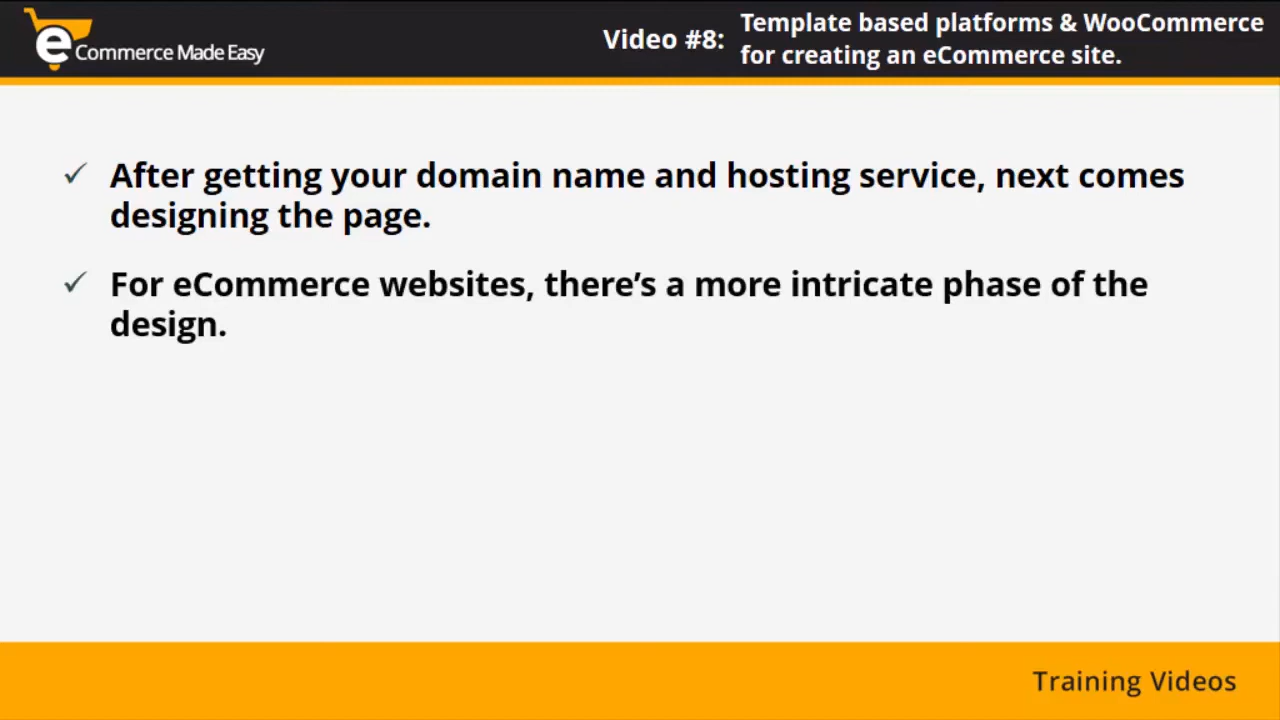 eCommerce Made Easy
Video #8:
Template based platforms & WooCommerce
for creating an eCommerce site.
After getting your domain name and hosting service, next comes
designing the page.
For eCommerce websites, there’s a more intricate phase of the
design.
Training Videos